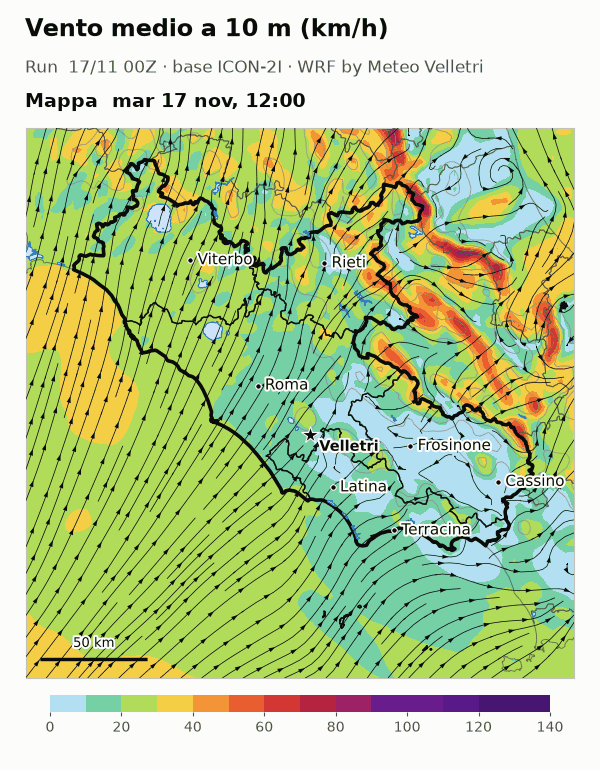 Vento medio a 10 m (km/h)
Run 17/11 00Z · base ICON-2I · WRF by Meteo Velletri
Mappa mar 17 nov, 12:00
Viterbo
Rieti
Roma
Velletri
Frosinone
Latina
Cassino
Terracina
50 km
0 20 40 60 80 100 120 140